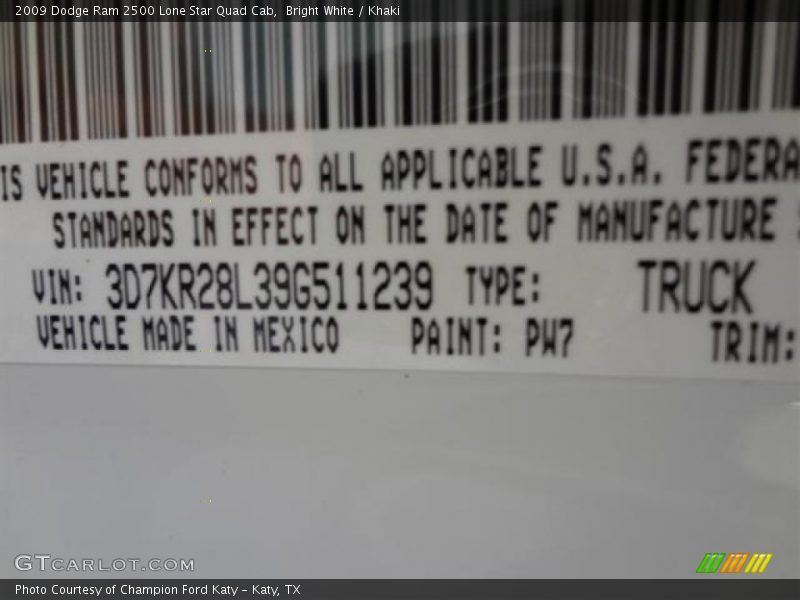 2009 Dodge Ram 2500 Lone Star Quad Cab, Bright White / Khaki
IS VEHICLE CONFORMS TO ALL APPLICABLE U.S.A. FEDERA
STANDARDS IN EFFECT ON THE DATE OF MANUFACTURE
VIN: 3D7KR28L39G511239 TYPE: TRUCK
VEHICLE MADE IN MEXICO PAINT: PW7 TRIM:
GTCARLOT.COM
Photo Courtesy of Champion Ford Katy - Katy, TX